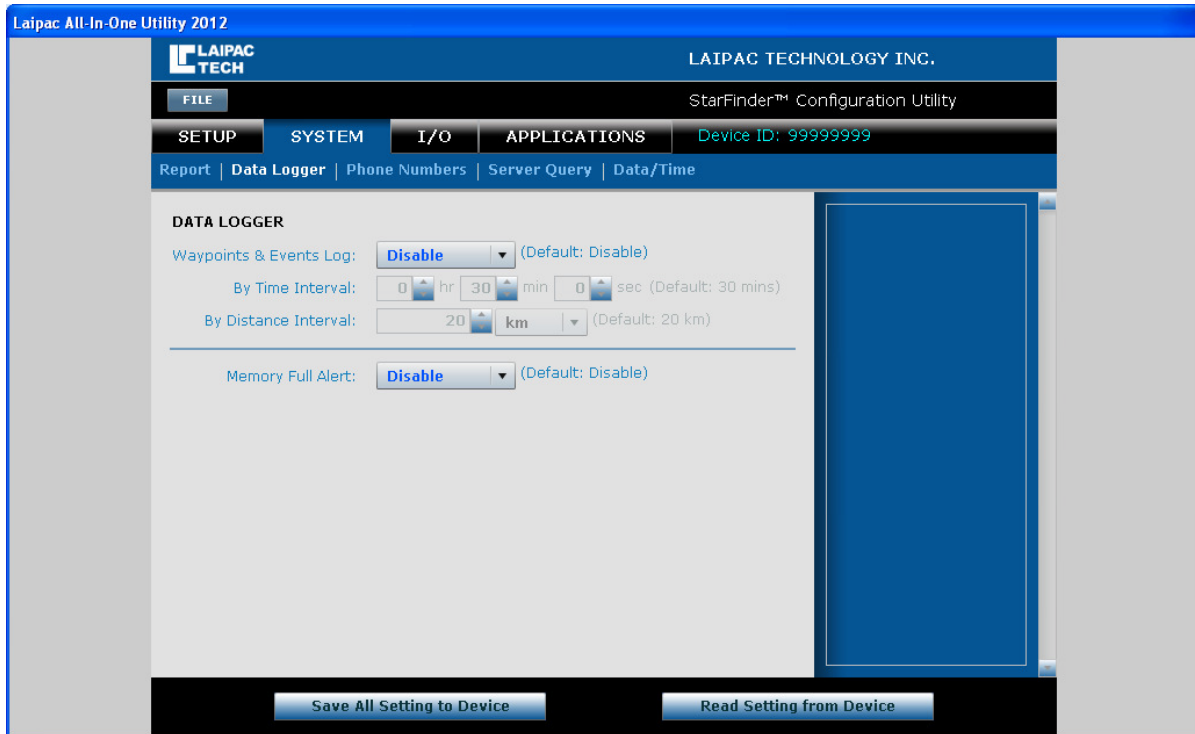 Laipac All-In-One Utility 2012
LAIPAC TECH
LAIPAC TECHNOLOGY INC.
FILE
StarFinder™ Configuration Utility
SETUP SYSTEM I/O APPLICATIONS Device ID: 99999999
Report | Data Logger | Phone Numbers | Server Query | Data/Time
DATA LOGGER
Waypoints & Events Log: Disable (Default: Disable)
By Time Interval: 0 hr 30 min 0 sec (Default: 30 mins)
By Distance Interval: 20 km (Default: 20 km)
Memory Full Alert: Disable (Default: Disable)
Save All Setting to Device Read Setting from Device